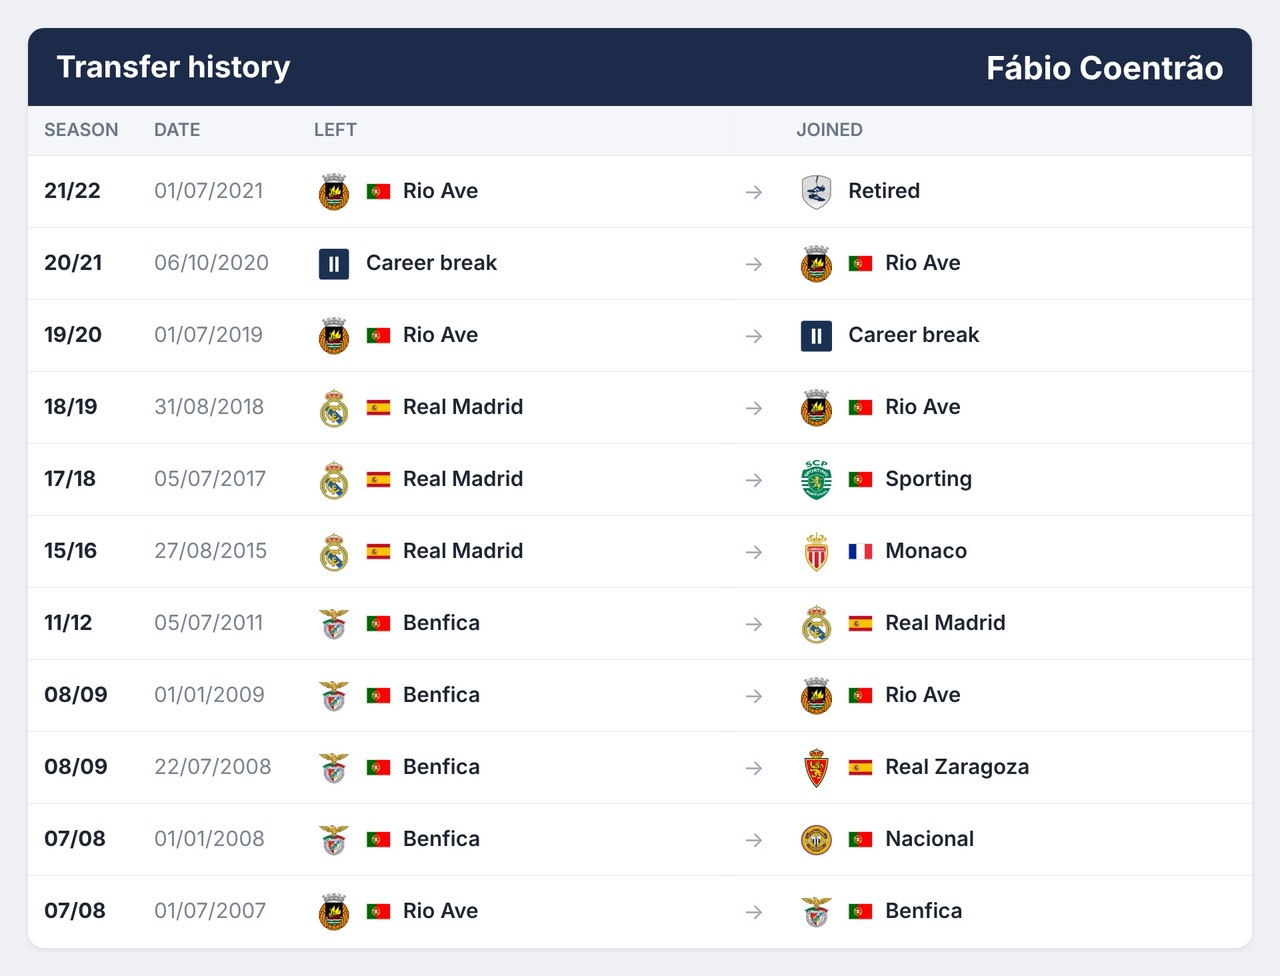 Transfer history Fábio Coentrão
SEASON DATE LEFT JOINED
21/22 01/07/2021 Rio Ave → Retired
20/21 06/10/2020 Career break → Rio Ave
19/20 01/07/2019 Rio Ave → Career break
18/19 31/08/2018 Real Madrid → Rio Ave
17/18 05/07/2017 Real Madrid → Sporting
15/16 27/08/2015 Real Madrid → Monaco
11/12 05/07/2011 Benfica → Real Madrid
08/09 01/01/2009 Benfica → Rio Ave
08/09 22/07/2008 Benfica → Real Zaragoza
07/08 01/01/2008 Benfica → Nacional
07/08 01/07/2007 Rio Ave → Benfica